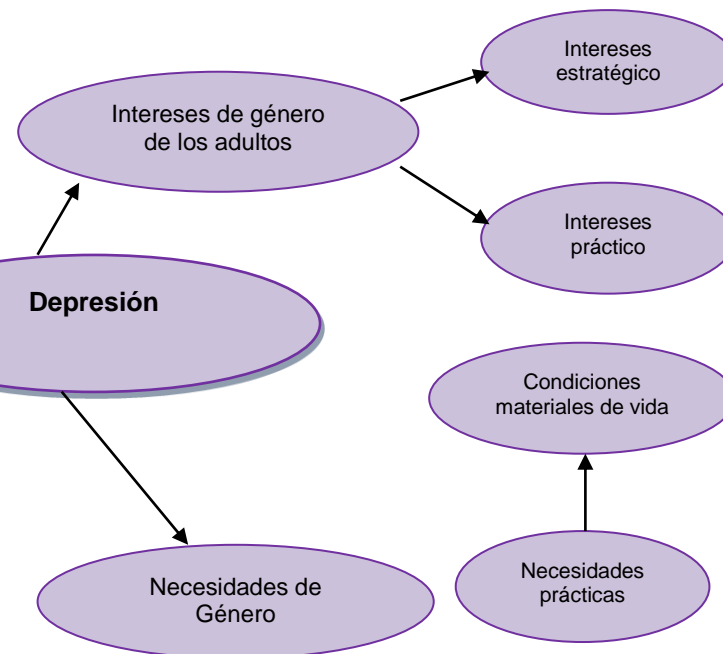 Intereses
estratégico
Intereses de género
de los adultos
Intereses
práctico
Depresión
Condiciones
materiales de vida
Necesidades de
Género
Necesidades
prácticas